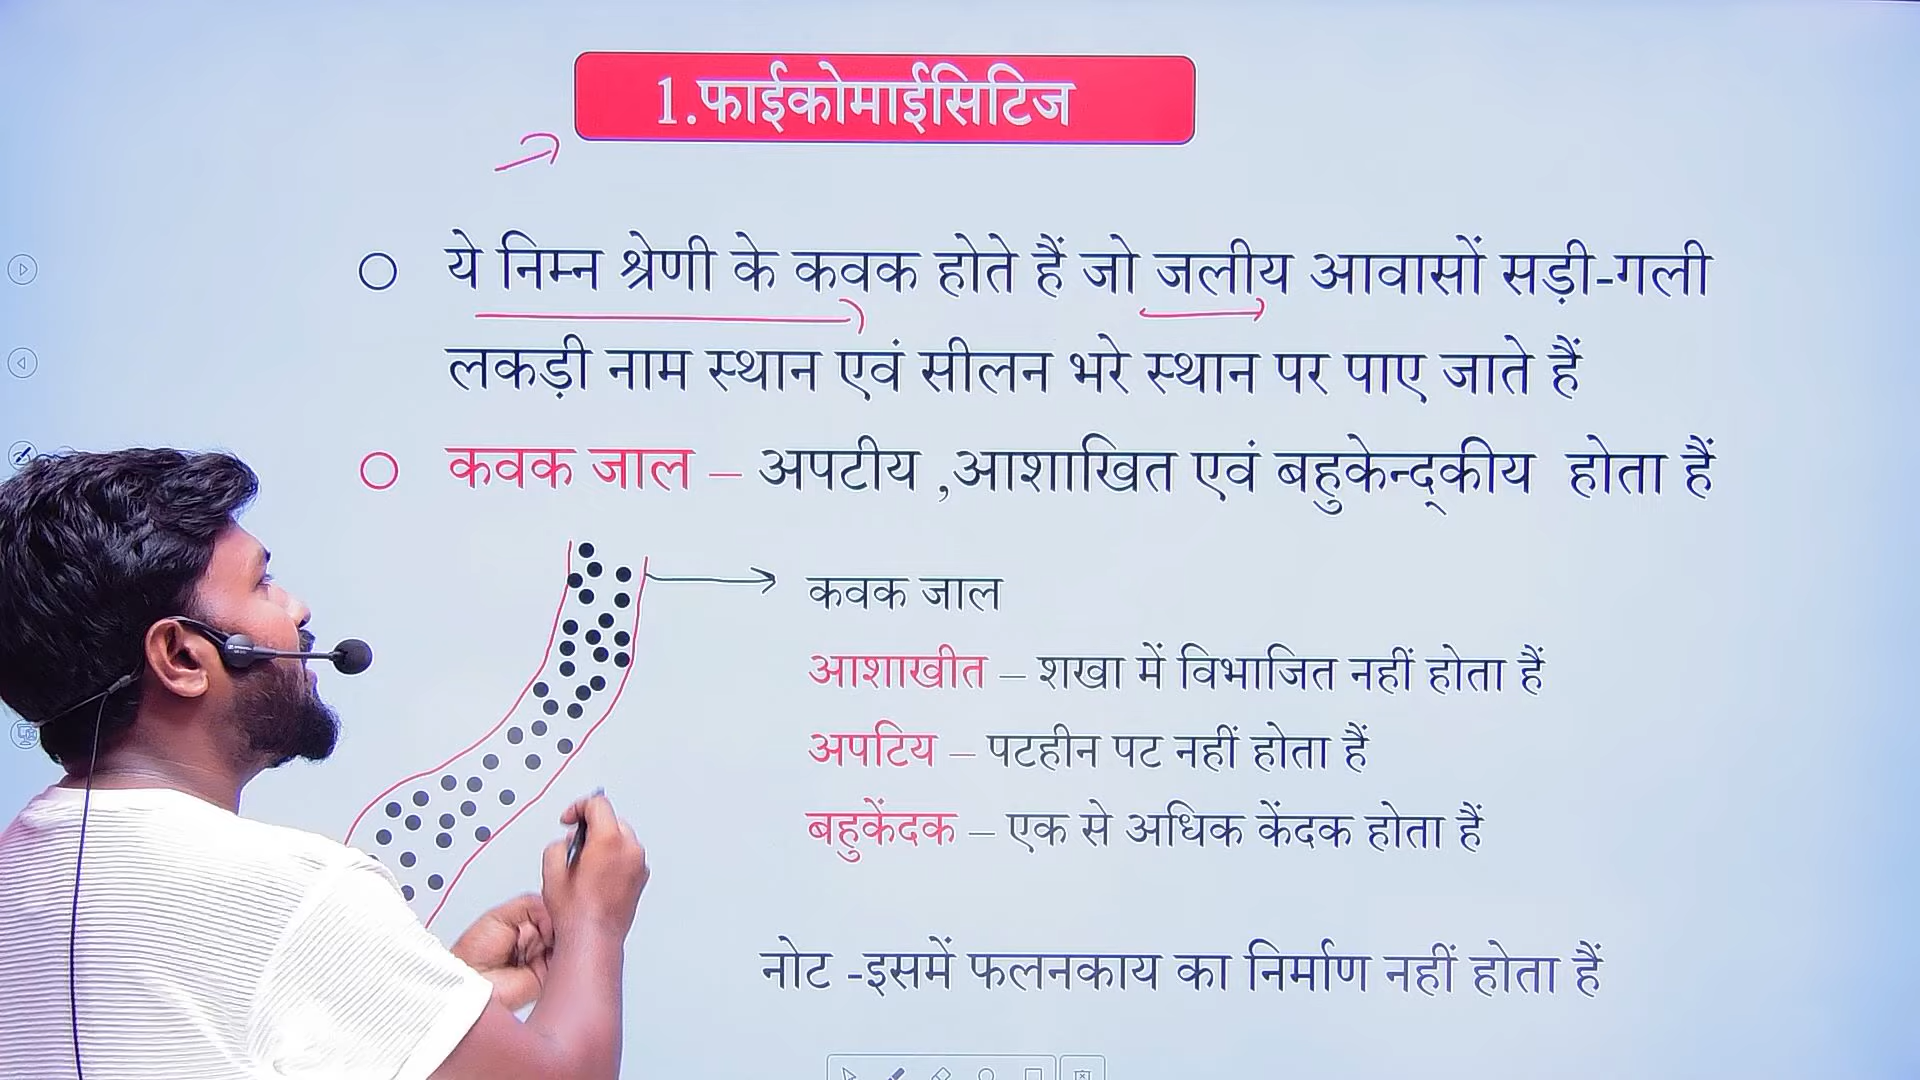 1.फाईकोमाईसिटिज
ये निम्न श्रेणी के कवक होते हैं जो जलीय आवासों सड़ी-गली
लकड़ी नाम स्थान एवं सीलन भरे स्थान पर पाए जाते हैं
कवक जाल – अपटीय ,आशाखित एवं बहुकेन्द्कीय होता हैं
कवक जाल
आशाखीत – शखा में विभाजित नहीं होता हैं
अपटिय – पटहीन पट नहीं होता हैं
बहुकेंदक – एक से अधिक केंदक होता हैं
नोट -इसमें फलनकाय का निर्माण नहीं होता हैं